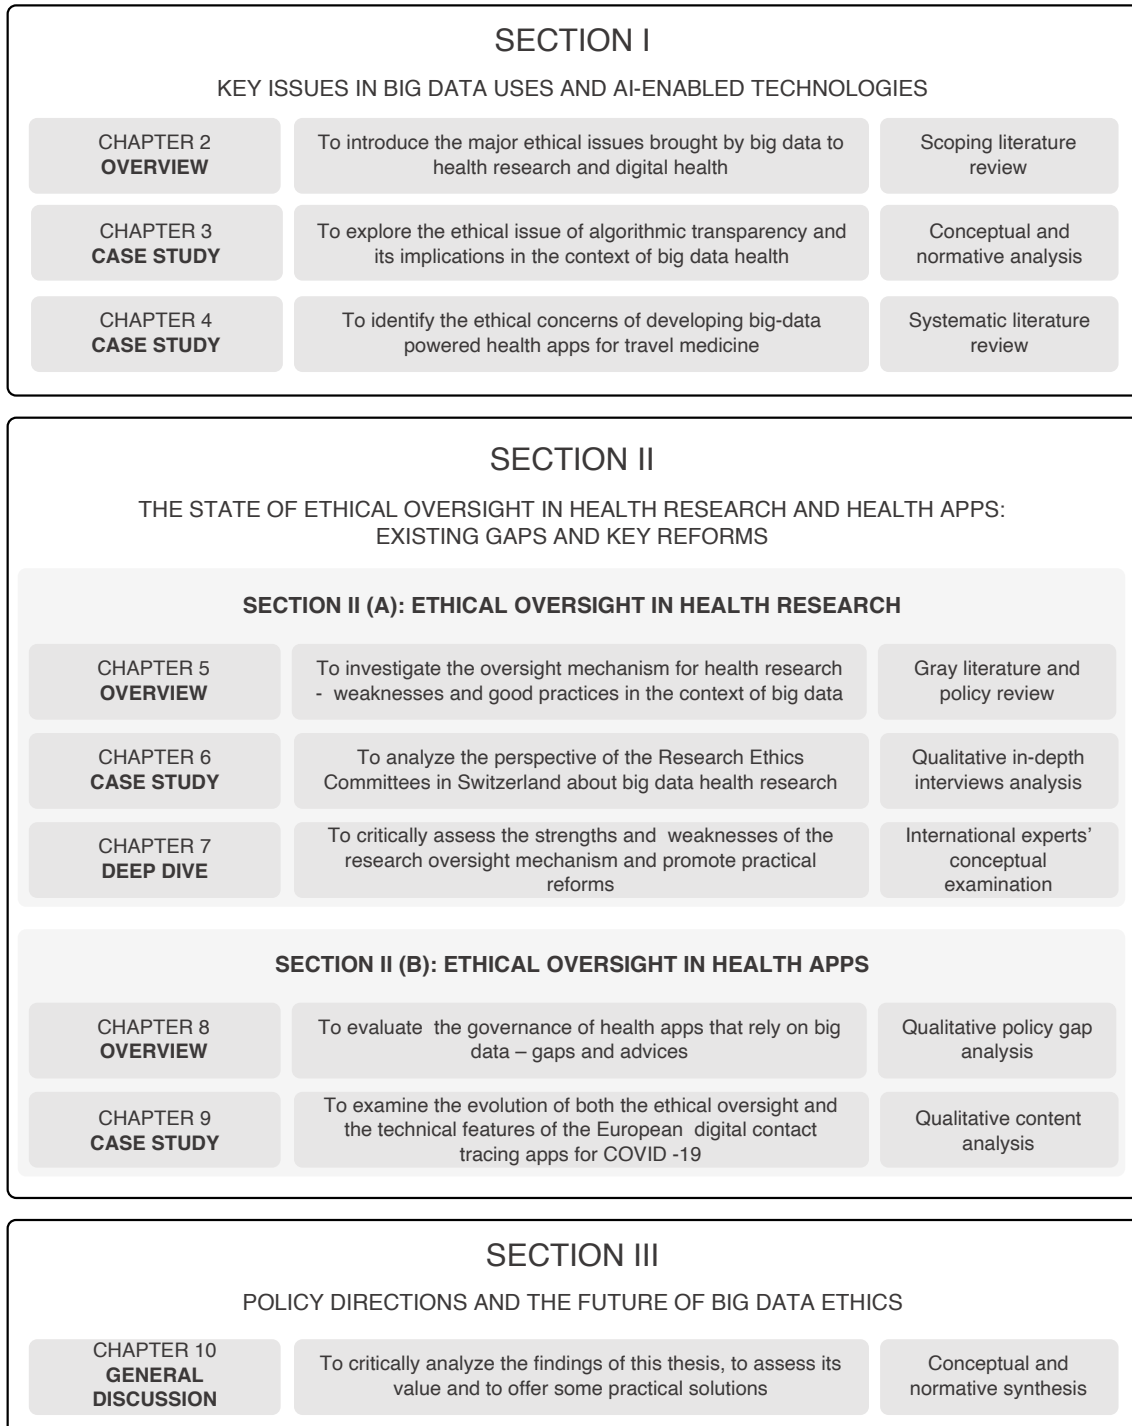 SECTION I
KEY ISSUES IN BIG DATA USES AND AI-ENABLED TECHNOLOGIES
CHAPTER 2
OVERVIEW
To introduce the major ethical issues brought by big data to
health research and digital health
Scoping literature
review
CHAPTER 3
CASE STUDY
To explore the ethical issue of algorithmic transparency and
its implications in the context of big data health
Conceptual and
normative analysis
CHAPTER 4
CASE STUDY
To identify the ethical concerns of developing big-data
powered health apps for travel medicine
Systematic literature
review
SECTION II
THE STATE OF ETHICAL OVERSIGHT IN HEALTH RESEARCH AND HEALTH APPS:
EXISTING GAPS AND KEY REFORMS
SECTION II (A): ETHICAL OVERSIGHT IN HEALTH RESEARCH
CHAPTER 5
OVERVIEW
To investigate the oversight mechanism for health research
- weaknesses and good practices in the context of big data
Gray literature and
policy review
CHAPTER 6
CASE STUDY
To analyze the perspective of the Research Ethics
Committees in Switzerland about big data health research
Qualitative in-depth
interviews analysis
CHAPTER 7
DEEP DIVE
To critically assess the strengths and weaknesses of the
research oversight mechanism and promote practical
reforms
International experts'
conceptual
examination
SECTION II (B): ETHICAL OVERSIGHT IN HEALTH APPS
CHAPTER 8
OVERVIEW
To evaluate the governance of health apps that rely on big
data – gaps and advices
Qualitative policy gap
analysis
CHAPTER 9
CASE STUDY
To examine the evolution of both the ethical oversight and
the technical features of the European digital contact
tracing apps for COVID -19
Qualitative content
analysis
SECTION III
POLICY DIRECTIONS AND THE FUTURE OF BIG DATA ETHICS
CHAPTER 10
GENERAL
DISCUSSION
To critically analyze the findings of this thesis, to assess its
value and to offer some practical solutions
Conceptual and
normative synthesis